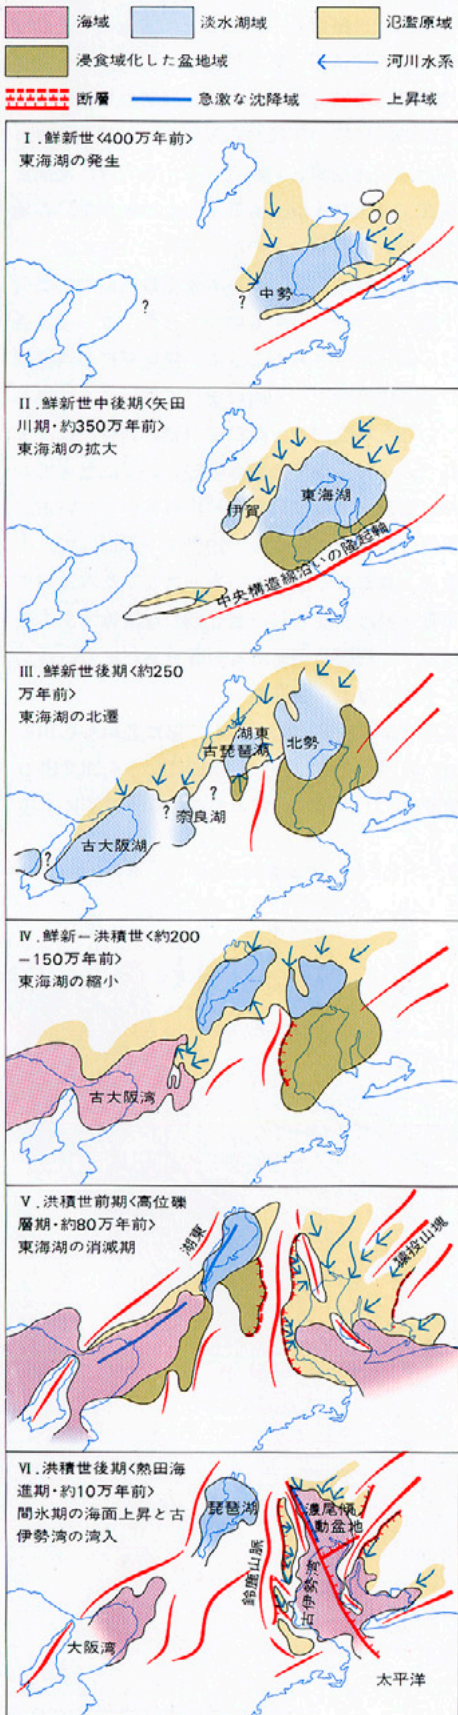 海域
淡水湖域
氾濫原域
浸食域化した盆地域
河川水系
断層
急激な沈降域
上昇域
Ⅰ.鮮新世<400万年前>
東海湖の発生
中勢
?
?
Ⅱ.鮮新世中後期<矢田
川期・約350万年前>
東海湖の拡大
伊賀
東海湖
中央構造線沿いの隆起軸
Ⅲ.鮮新世後期<約250
万年前>
東海湖の北遷
湖東
古琵琶湖
北勢
?
?
奈良湖
?
古大阪湖
Ⅳ.鮮新ー洪積世<約200
ー150万年前>
東海湖の縮小
古大阪湾
Ⅴ.洪積世前期<高位礫
層期・約80万年前>
東海湖の消滅期
湖東
猿投山塊
Ⅵ.洪積世後期<熱田海
進期・約10万年前>
間氷期の海面上昇と古
伊勢湾の湾入
琵琶湖
濃尾傾
動盆地
鈴鹿山脈
古伊勢湾
大阪湾
太平洋